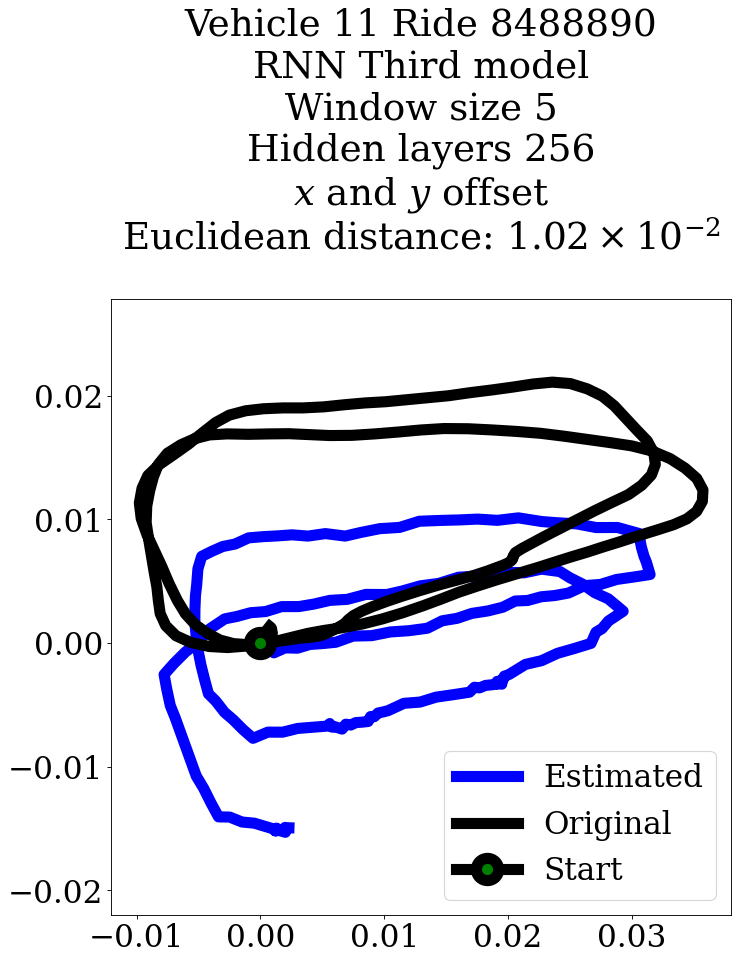 Vehicle 11 Ride 8488890
RNN Third model
Window size 5
Hidden layers 256
x and y offset
Euclidean distance: 1.02 × 10⁻²
0.02
0.01
0.00
−0.01
−0.02
Estimated
Original
Start
−0.01 0.00 0.01 0.02 0.03